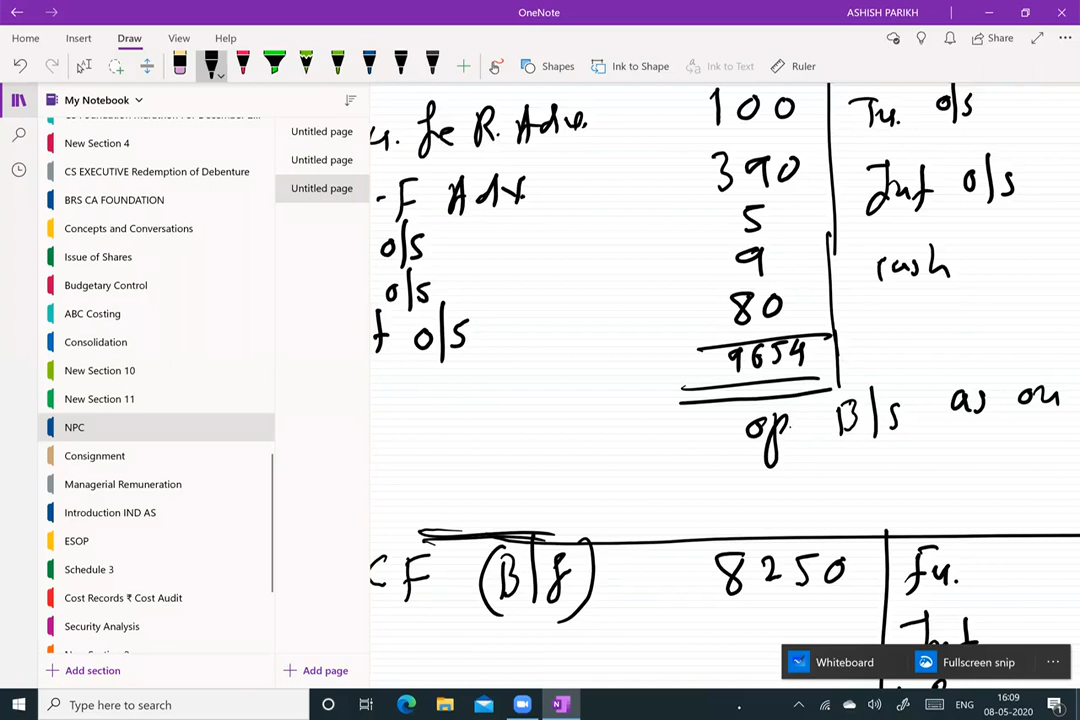 OneNote
ASHISH PARIKH
Home Insert Draw View Help
Share
Shapes
Ink to Shape
Ink to Text
Ruler
My Notebook
New Section 4
CS EXECUTIVE Redemption of Debenture
BRS CA FOUNDATION
Concepts and Conversations
Issue of Shares
Budgetary Control
ABC Costing
Consolidation
New Section 10
New Section 11
NPC
Consignment
Managerial Remuneration
Introduction IND AS
ESOP
Schedule 3
Cost Records ₹ Cost Audit
Security Analysis
Add section
Untitled page
Untitled page
Untitled page
Add page
R. Adv. 100 o/s
F Adv 390 o/s
o/s 5
o/s 9 cash
o/s 80
9654
op. B/s as on
CF (B/f) 8250 Fu.
Whiteboard
Fullscreen snip
Type here to search
ENG
16:09
08-05-2020